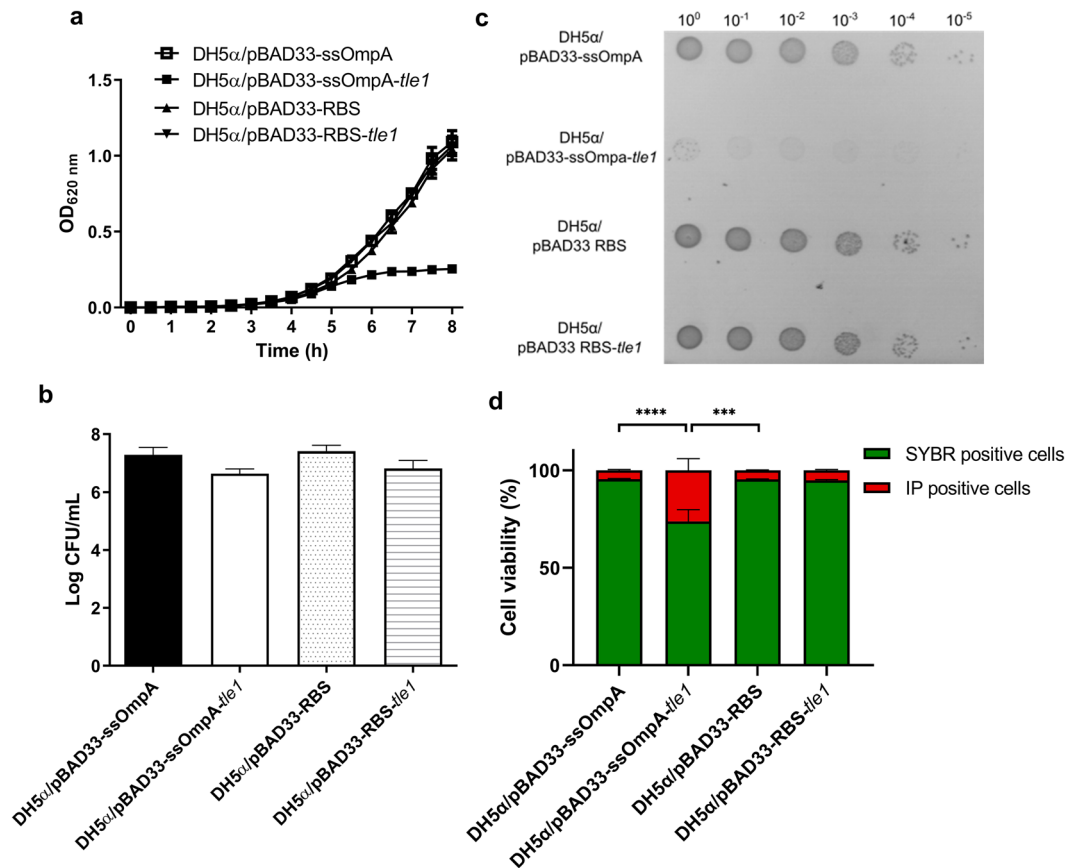 a
DH5α/pBAD33-ssOmpA
DH5α/pBAD33-ssOmpA-tle1
DH5α/pBAD33-RBS
DH5α/pBAD33-RBS-tle1
1.5
1.0
0.5
0.0
OD620 nm
0 1 2 3 4 5 6 7 8
Time (h)
c
10^0 10^-1 10^-2 10^-3 10^-4 10^-5
DH5α/
pBAD33-ssOmpA
DH5α/
pBAD33-ssOmpa-tle1
DH5α/
pBAD33 RBS
DH5α/
pBAD33 RBS-tle1
b
8
6
4
2
0
Log CFU/mL
DH5α/pBAD33-ssOmpA
DH5α/pBAD33-ssOmpA-tle1
DH5α/pBAD33-RBS
DH5α/pBAD33-RBS-tle1
d
**** ***
SYBR positive cells
IP positive cells
100
50
0
Cell viability (%)
DH5α/pBAD33-ssOmpA
DH5α/pBAD33-ssOmpA-tle1
DH5α/pBAD33-RBS
DH5α/pBAD33-RBS-tle1